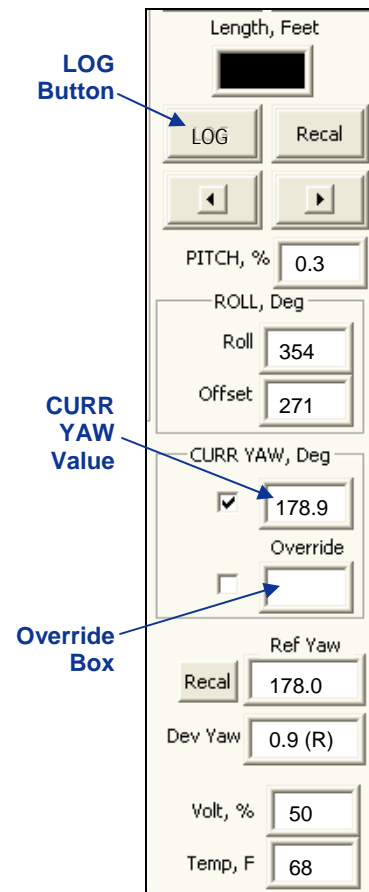 Length, Feet
LOG
Button
LOG
Recal
PITCH, %
0.3
ROLL, Deg
Roll
354
Offset
271
CURR
YAW
Value
CURR YAW, Deg
178.9
Override
Override
Box
Ref Yaw
Recal
178.0
Dev Yaw
0.9 (R)
Volt, %
50
Temp, F
68